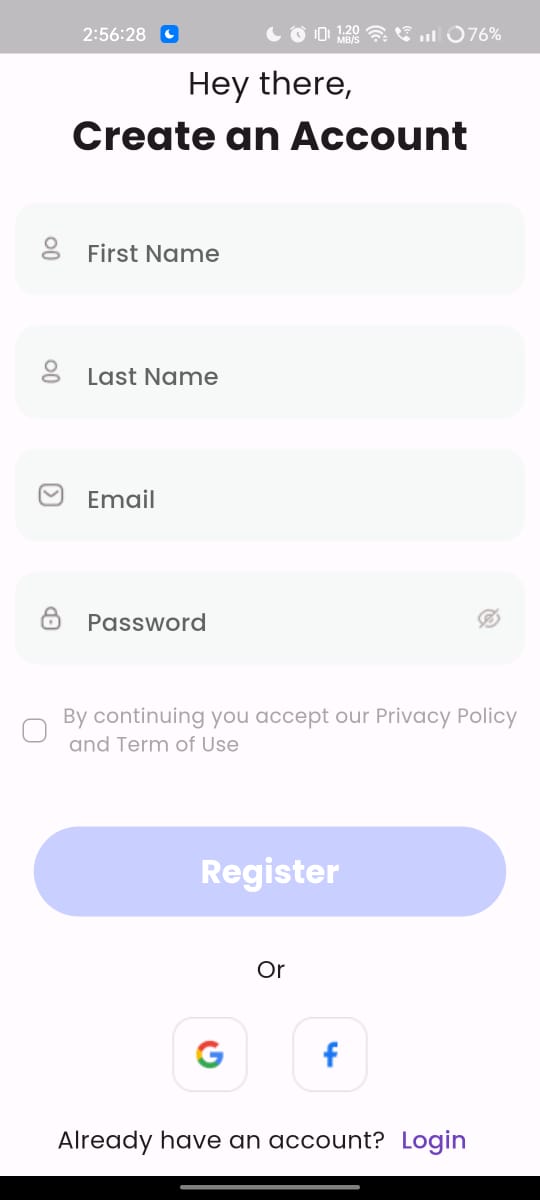 2:56:28 1.20 MB/S 76%
Hey there,
Create an Account
First Name
Last Name
Email
Password
By continuing you accept our Privacy Policy
and Term of Use
Register
Or
Already have an account? Login